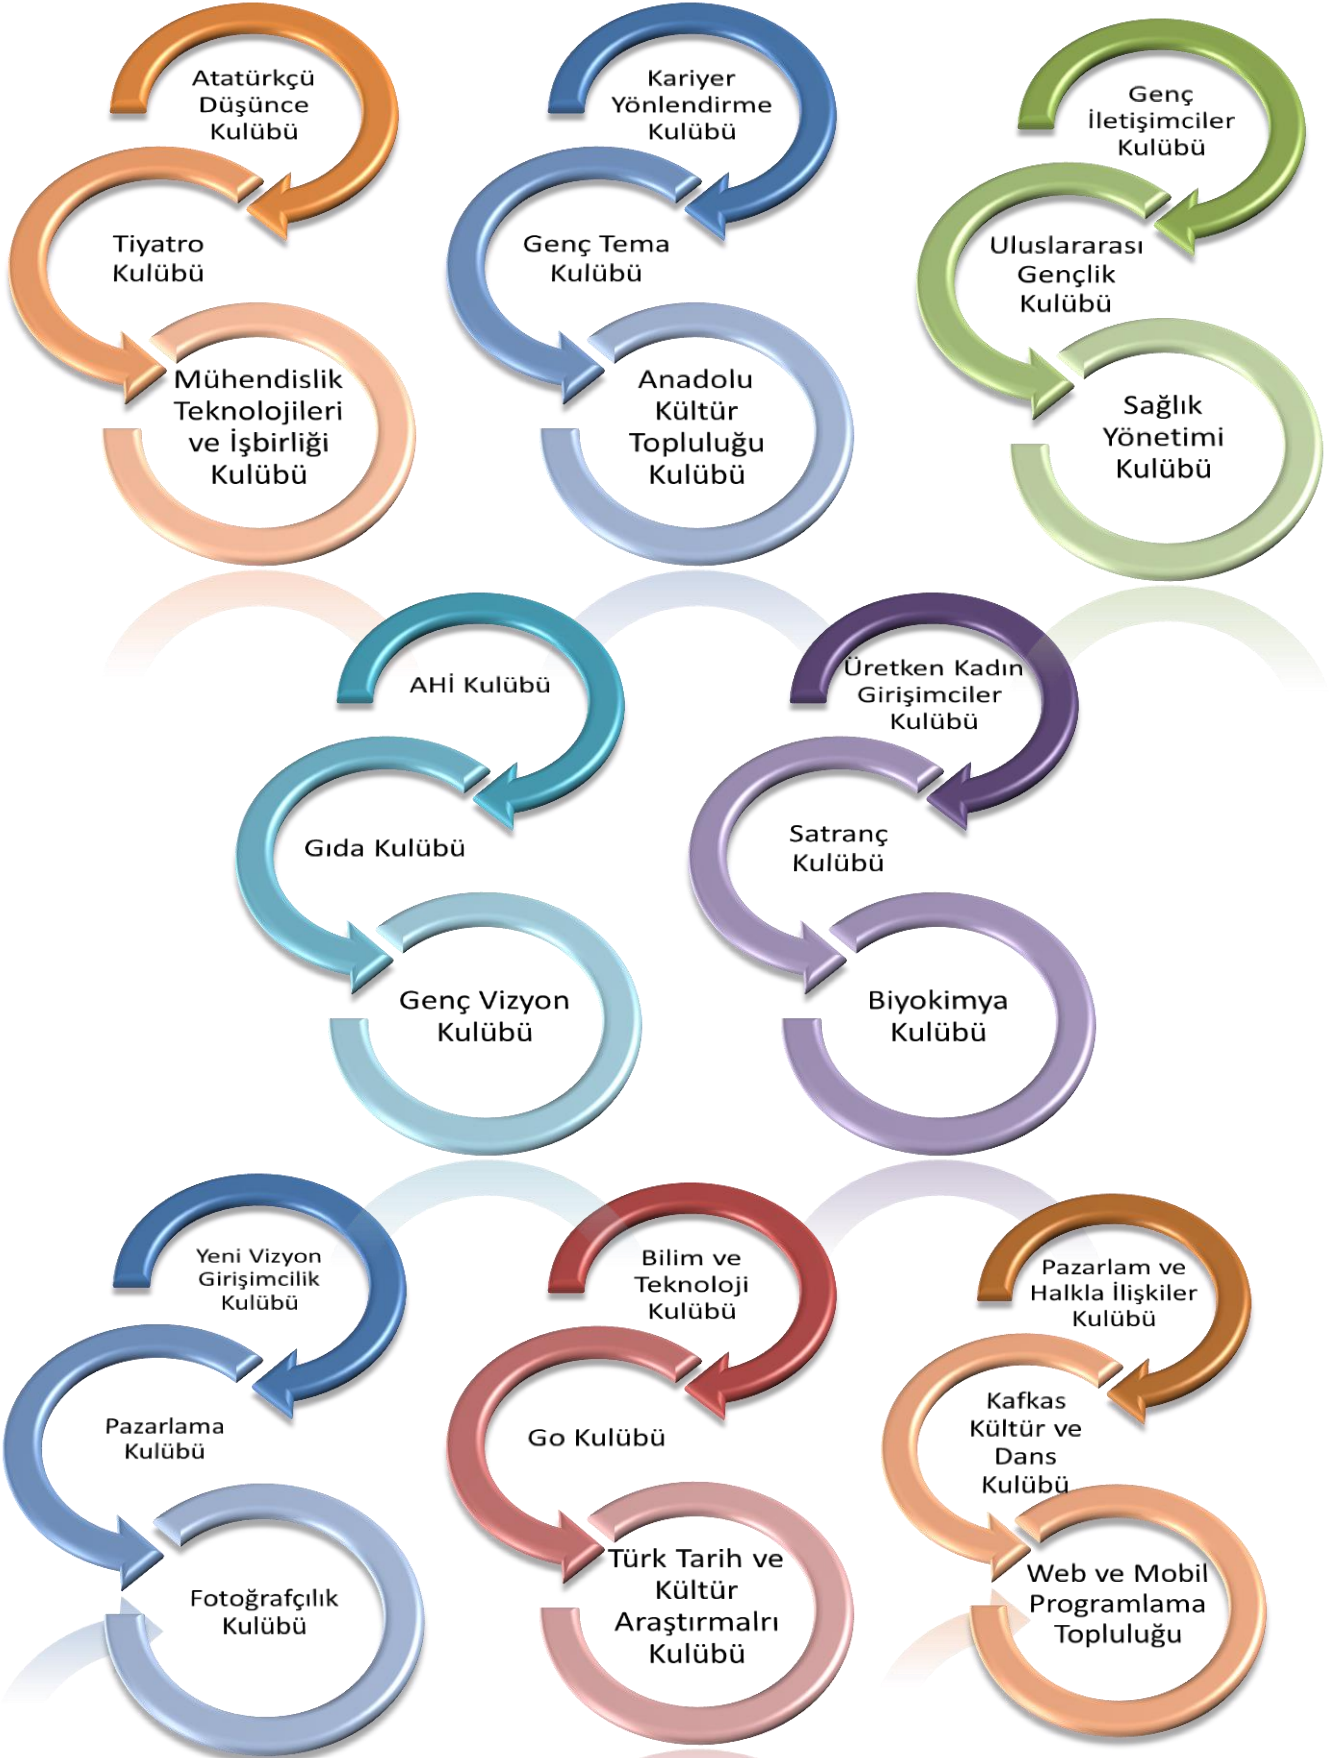 Atatürkçü
Düşünce
Kulübü
Tiyatro
Kulübü
Mühendislik
Teknolojileri
ve İşbirliği
Kulübü
Kariyer
Yönlendirme
Kulübü
Genç Tema
Kulübü
Anadolu
Kültür
Topluluğu
Kulübü
Genç
İletişimciler
Kulübü
Uluslararası
Gençlik
Kulübü
Sağlık
Yönetimi
Kulübü
AHİ Kulübü
Gıda Kulübü
Genç Vizyon
Kulübü
Üretken Kadın
Girişimciler
Kulübü
Satranç
Kulübü
Biyokimya
Kulübü
Yeni Vizyon
Girişimcilik
Kulübü
Pazarlama
Kulübü
Fotoğrafçılık
Kulübü
Bilim ve
Teknoloji
Kulübü
Go Kulübü
Türk Tarih ve
Kültür
Araştırmalrı
Kulübü
Pazarlam ve
Halkla İlişkiler
Kulübü
Kafkas
Kültür ve
Dans
Kulübü
Web ve Mobil
Programlama
Topluluğu